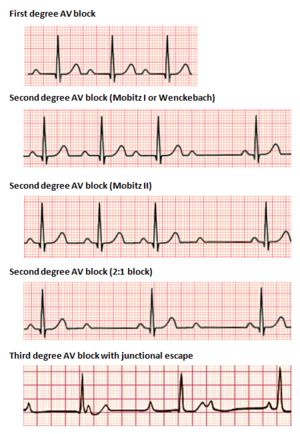 First degree AV block
Second degree AV block (Mobitz I or Wenckebach)
Second degree AV block (Mobitz II)
Second degree AV block (2:1 block)
Third degree AV block with junctional escape